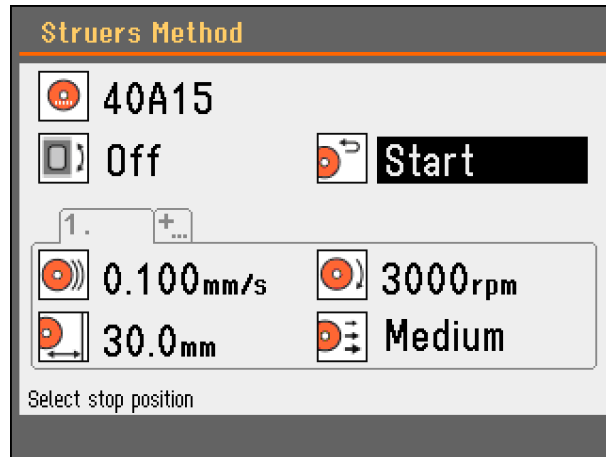 Struers Method
40A15
Off Start
1. +...
0.100mm/s 3000rpm
30.0mm Medium
Select stop position